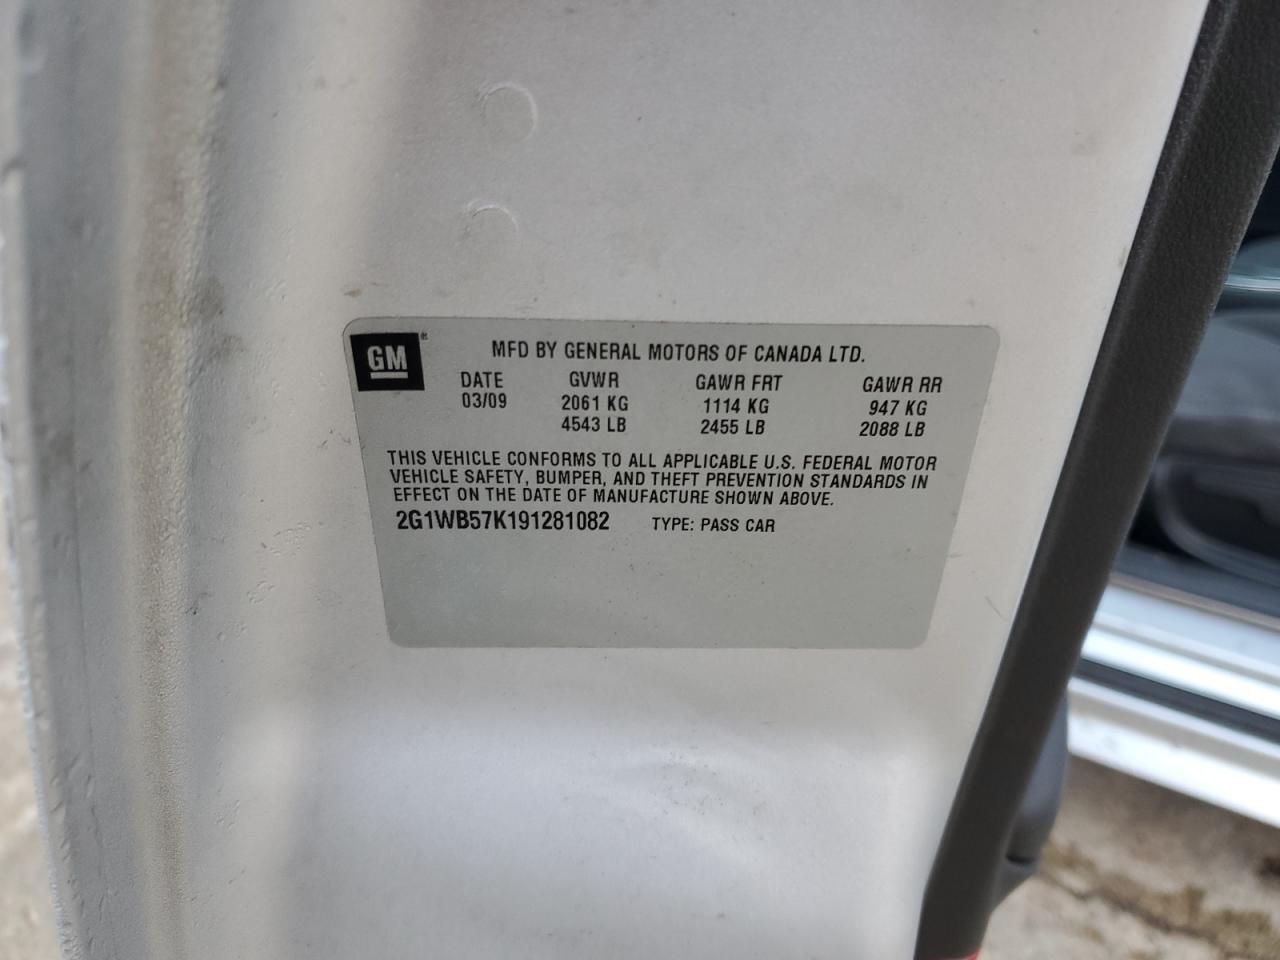 GM ®
MFD BY GENERAL MOTORS OF CANADA LTD.
DATE GVWR GAWR FRT GAWR RR
03/09 2061 KG 1114 KG 947 KG
4543 LB 2455 LB 2088 LB
THIS VEHICLE CONFORMS TO ALL APPLICABLE U.S. FEDERAL MOTOR
VEHICLE SAFETY, BUMPER, AND THEFT PREVENTION STANDARDS IN
EFFECT ON THE DATE OF MANUFACTURE SHOWN ABOVE.
2G1WB57K191281082 TYPE: PASS CAR